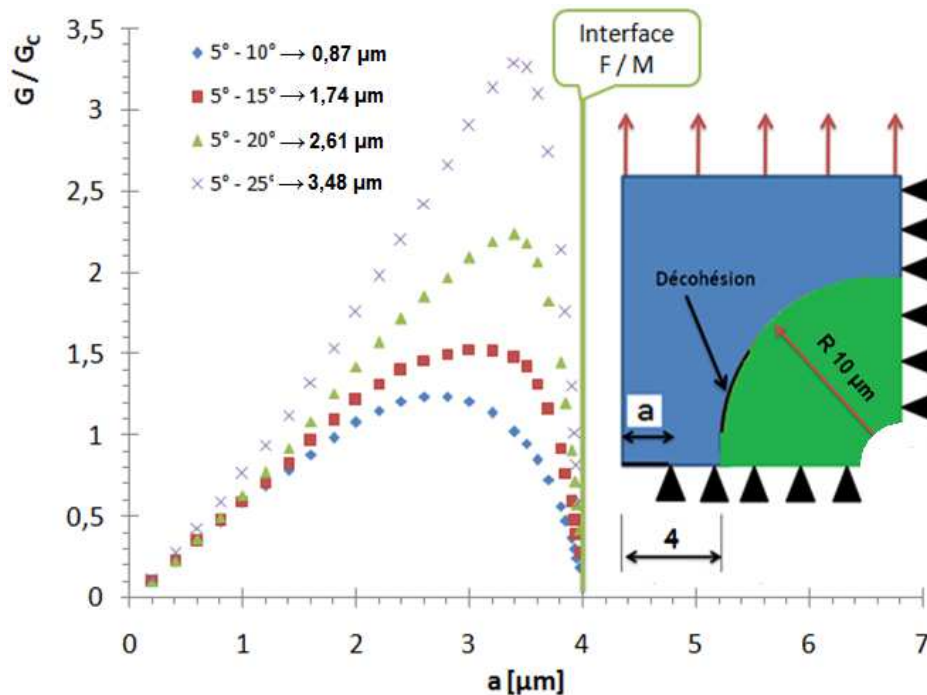 G / G_C
3,5
3
2,5
2
1,5
1
0,5
0
5° - 10° → 0,87 µm
5° - 15° → 1,74 µm
5° - 20° → 2,61 µm
5° - 25° → 3,48 µm
Interface
F / M
Décohésion
R 10 µm
a
4
0 1 2 3 4 5 6 7
a [µm]